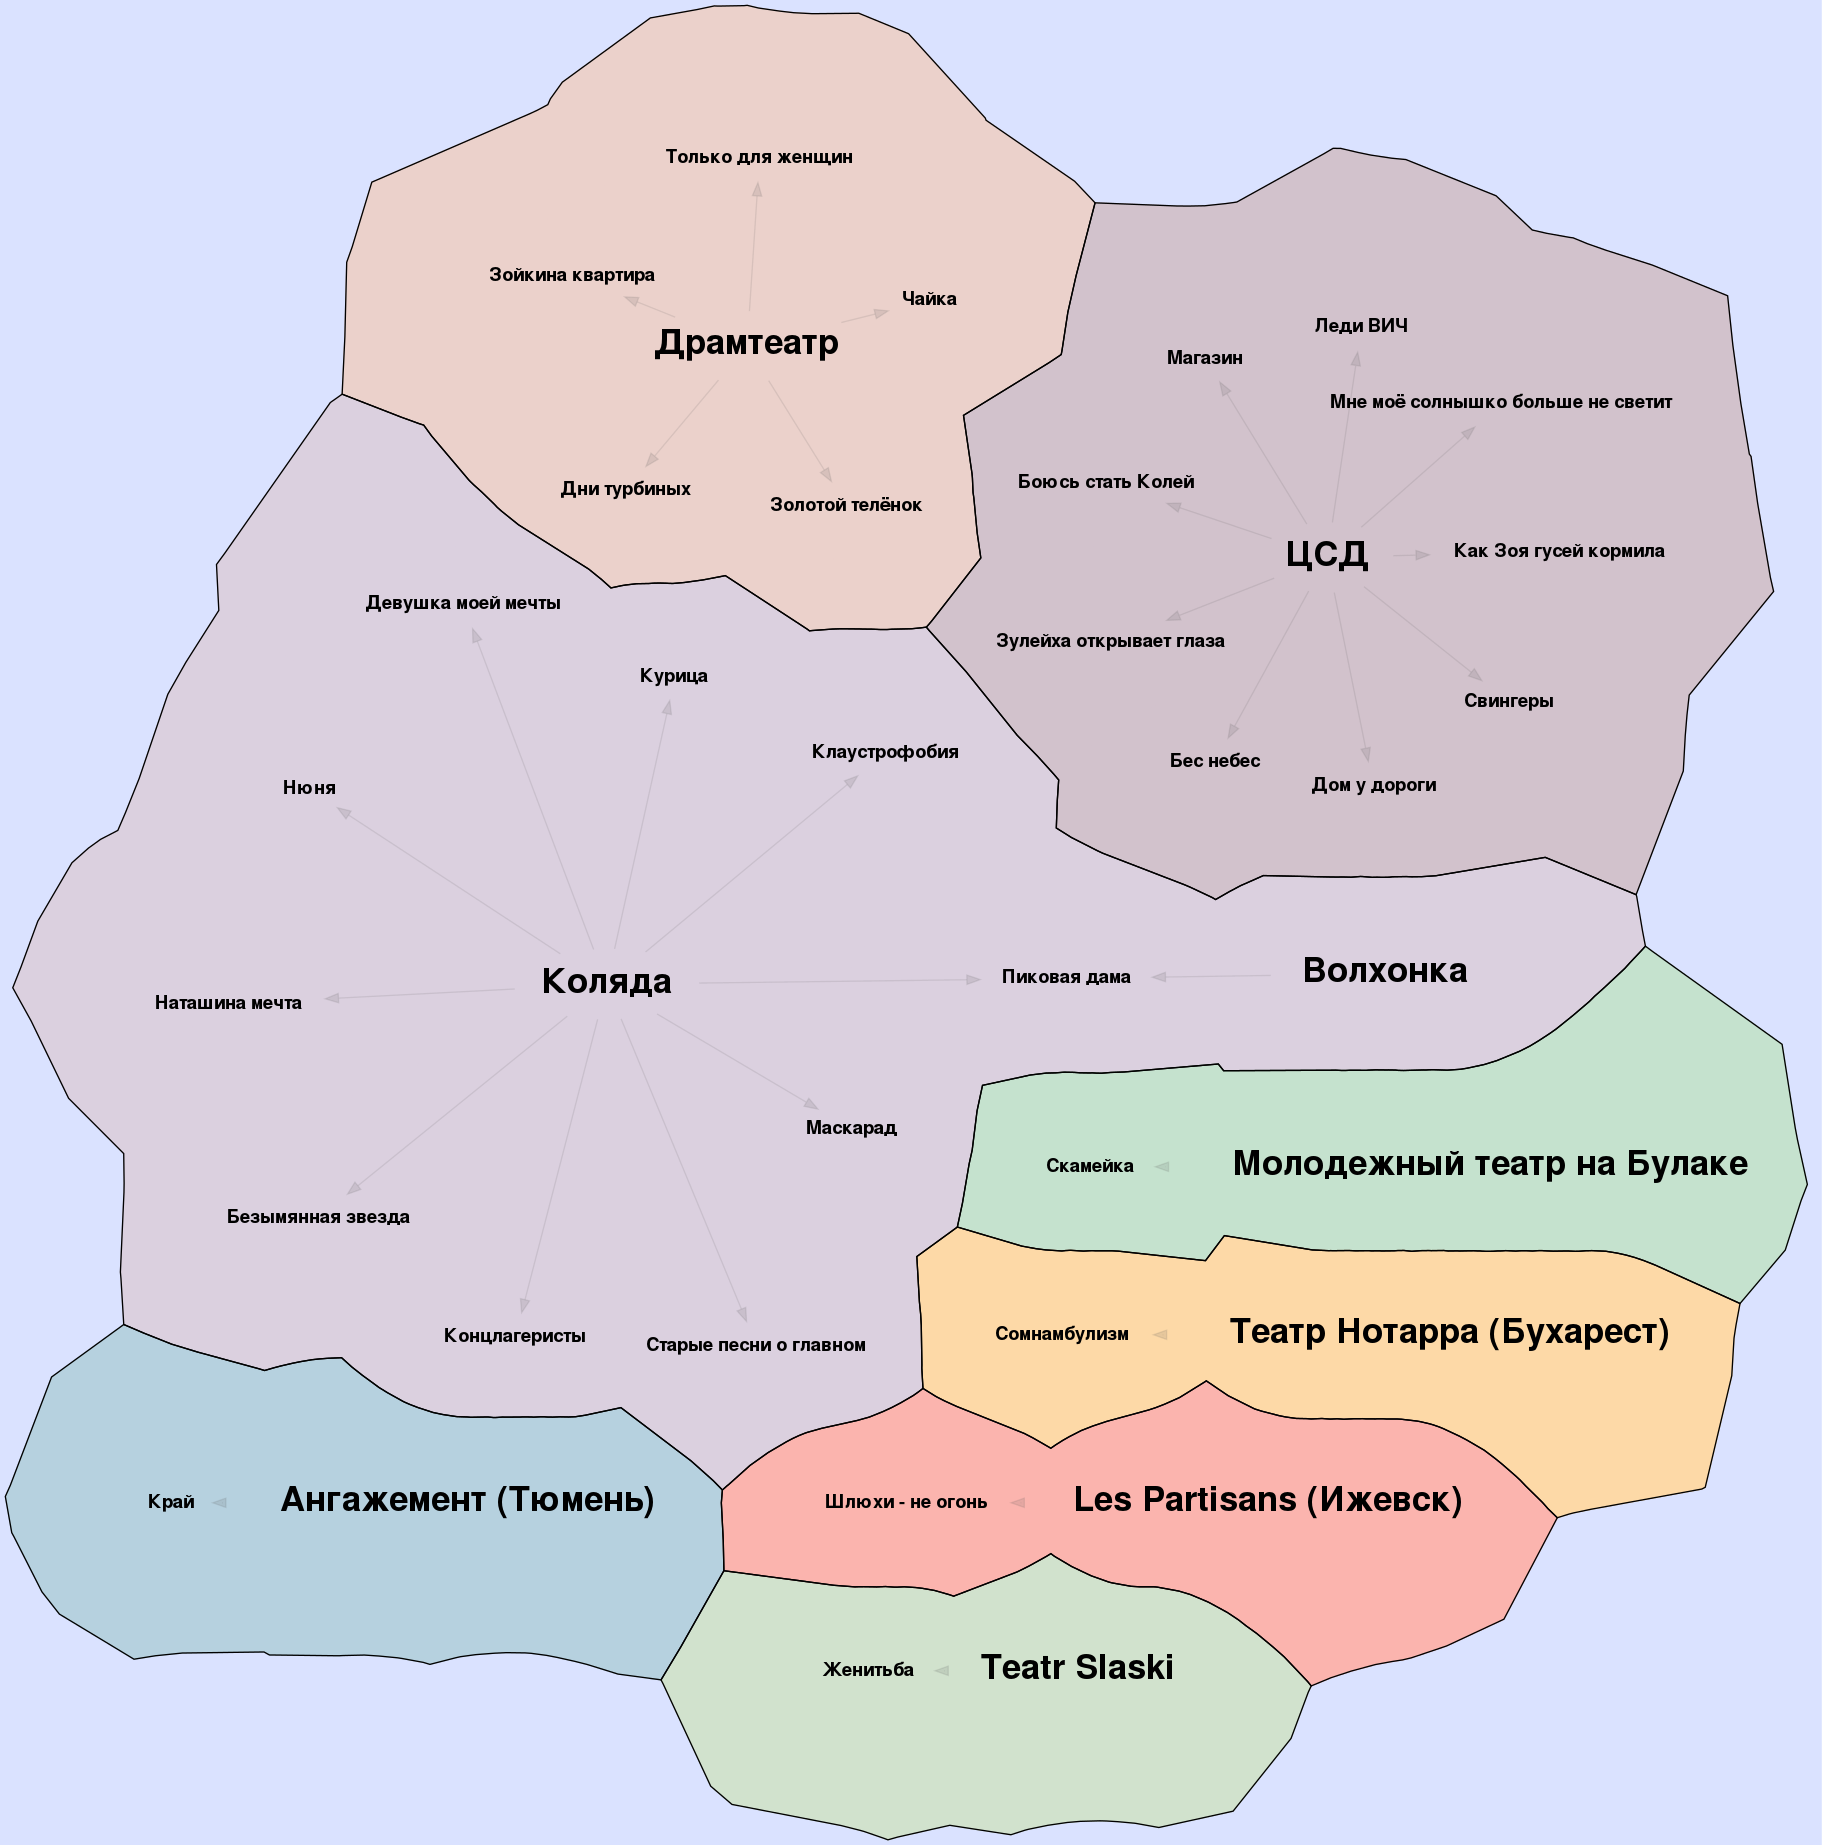 Только для женщин
Зойкина квартира
Чайка
Драмтеатр
Дни турбиных
Золотой телёнок
Леди ВИЧ
Магазин
Мне моё солнышко больше не светит
Боюсь стать Колей
ЦСД
Как Зоя гусей кормила
Зулейха открывает глаза
Свингеры
Бес небес
Дом у дороги
Девушка моей мечты
Курица
Клаустрофобия
Нюня
Коляда
Пиковая дама
Волхонка
Наташина мечта
Маскарад
Безымянная звезда
Концлагеристы
Старые песни о главном
Скамейка
Молодежный театр на Булаке
Сомнамбулизм
Театр Нотарра (Бухарест)
Край
Ангажемент (Тюмень)
Шлюхи - не огонь
Les Partisans (Ижевск)
Женитьба
Teatr Slaski